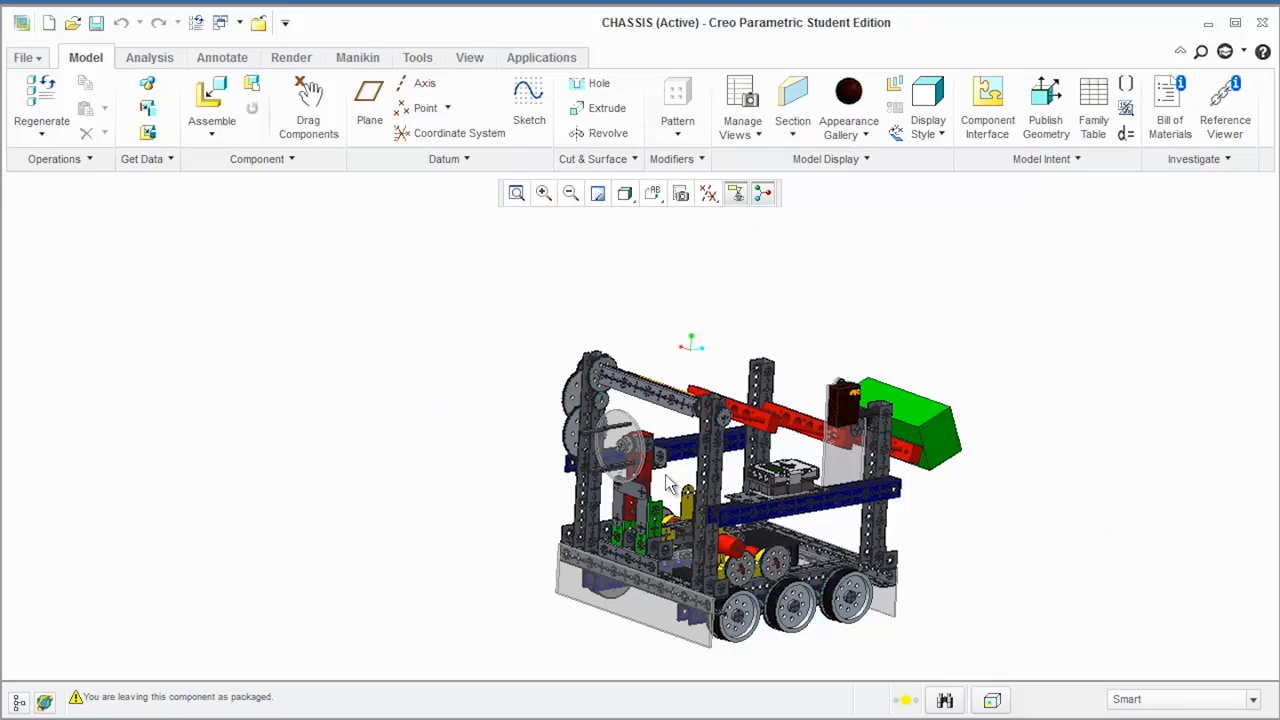 CHASSIS (Active) - Creo Parametric Student Edition
File Model Analysis Annotate Render Manikin Tools View Applications
Regenerate
Assemble
Drag Components
Plane
Axis
Point
Coordinate System
Sketch
Hole
Extrude
Revolve
Pattern
Manage Views
Section
Appearance Gallery
Display Style
Component Interface
Publish Geometry
Family Table
d=
Bill of Materials
Reference Viewer
Operations Get Data Component Datum Cut & Surface Modifiers Model Display Model Intent Investigate
You are leaving this component as packaged.
Smart